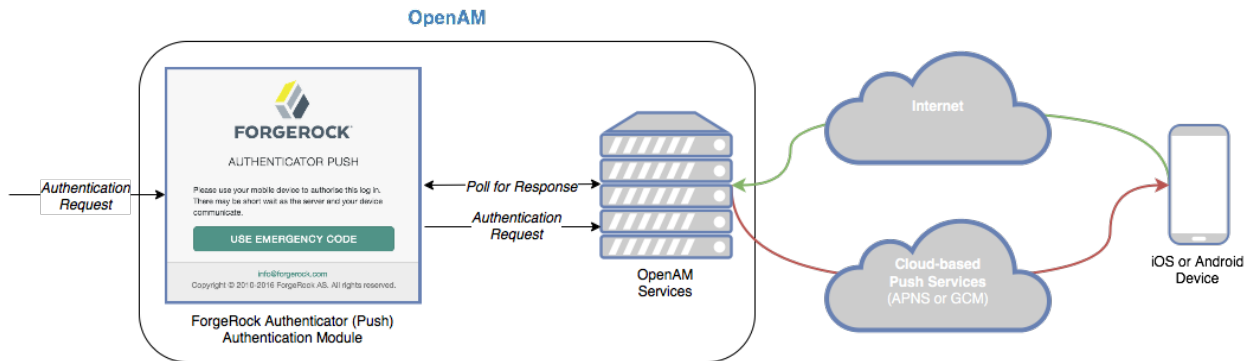 OpenAM
FORGEROCK
AUTHENTICATOR PUSH
Please use your mobile device to authorise this log in.
There may be short wait as the server end your device
communicate.
USE EMERGENCY CODE
info@forgerock.com
Copyright © 2010-2016 ForgeRock AS. All rights reserved.
ForgeRock Authenticator (Push)
Authentication Module
Authentication
Request
Poll for Response
Authentication
Request
OpenAM
Services
Internet
Cloud-based
Push Services
(APNS or GCM)
iOS or Android
Device